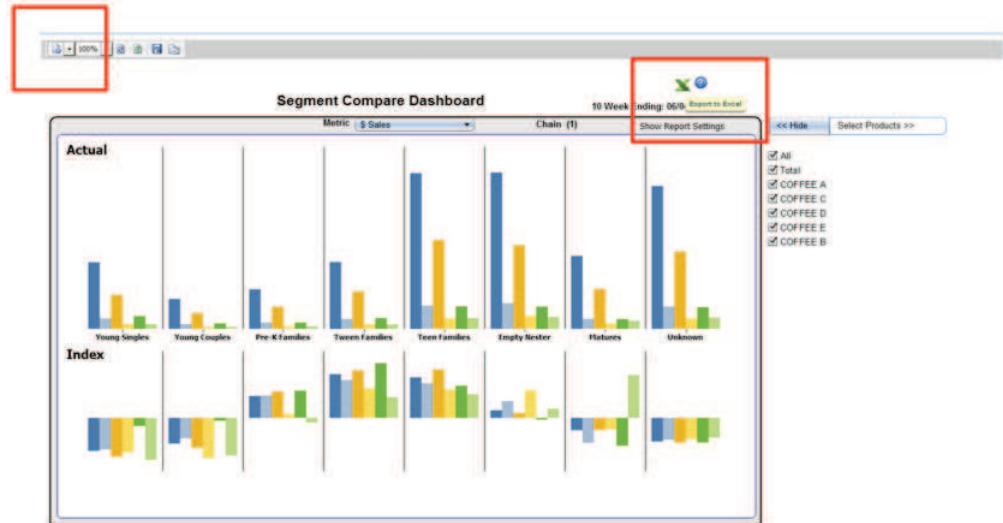 100%
Segment Compare Dashboard
10 Week Ending: 06/0
Export to Excel
Metric $ Sales
Chain (1)
Show Report Settings
<< Hide
Select Products >>
Actual
All
Total
COFFEE A
COFFEE C
COFFEE D
COFFEE E
COFFEE B
Young Singles
Young Couples
Pre-K Families
Tween Families
Teen Families
Empty Nester
Matures
Unknown
Index